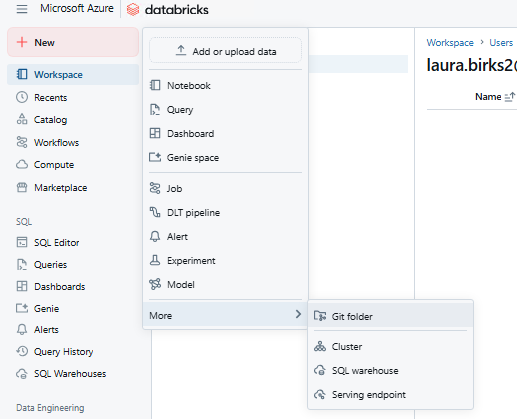 Microsoft Azure
databricks
New
Workspace
Recents
Catalog
Workflows
Compute
Marketplace
SQL
SQL Editor
Queries
Dashboards
Genie
Alerts
Query History
SQL Warehouses
Data Engineering
Add or upload data
Notebook
Query
Dashboard
Genie space
Job
DLT pipeline
Alert
Experiment
Model
More
Git folder
Cluster
SQL warehouse
Serving endpoint
Workspace > Users
laura.birks2@
Name